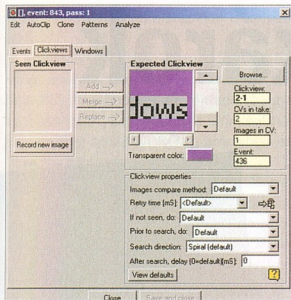 [], event: 843, pass: 1
Edit AutoClip Clone Patterns Analyze
Events Clickviews Windows
Seen Clickview
Expected Clickview
Add -->
Merge -->
Replace -->
dows
Browse...
Clickview:
2-1
CVs in take:
2
Images in CV:
1
Event:
436
Record new image
Transparent color:
Clickview properties
Images compare method: Default
Retry time [mS]: <Default>
If not seen, do: Default
Prior to search, do: Default
Search direction: Spiral (default)
After search, delay (0=default)[mS]: 0
View defaults
Close Save and close